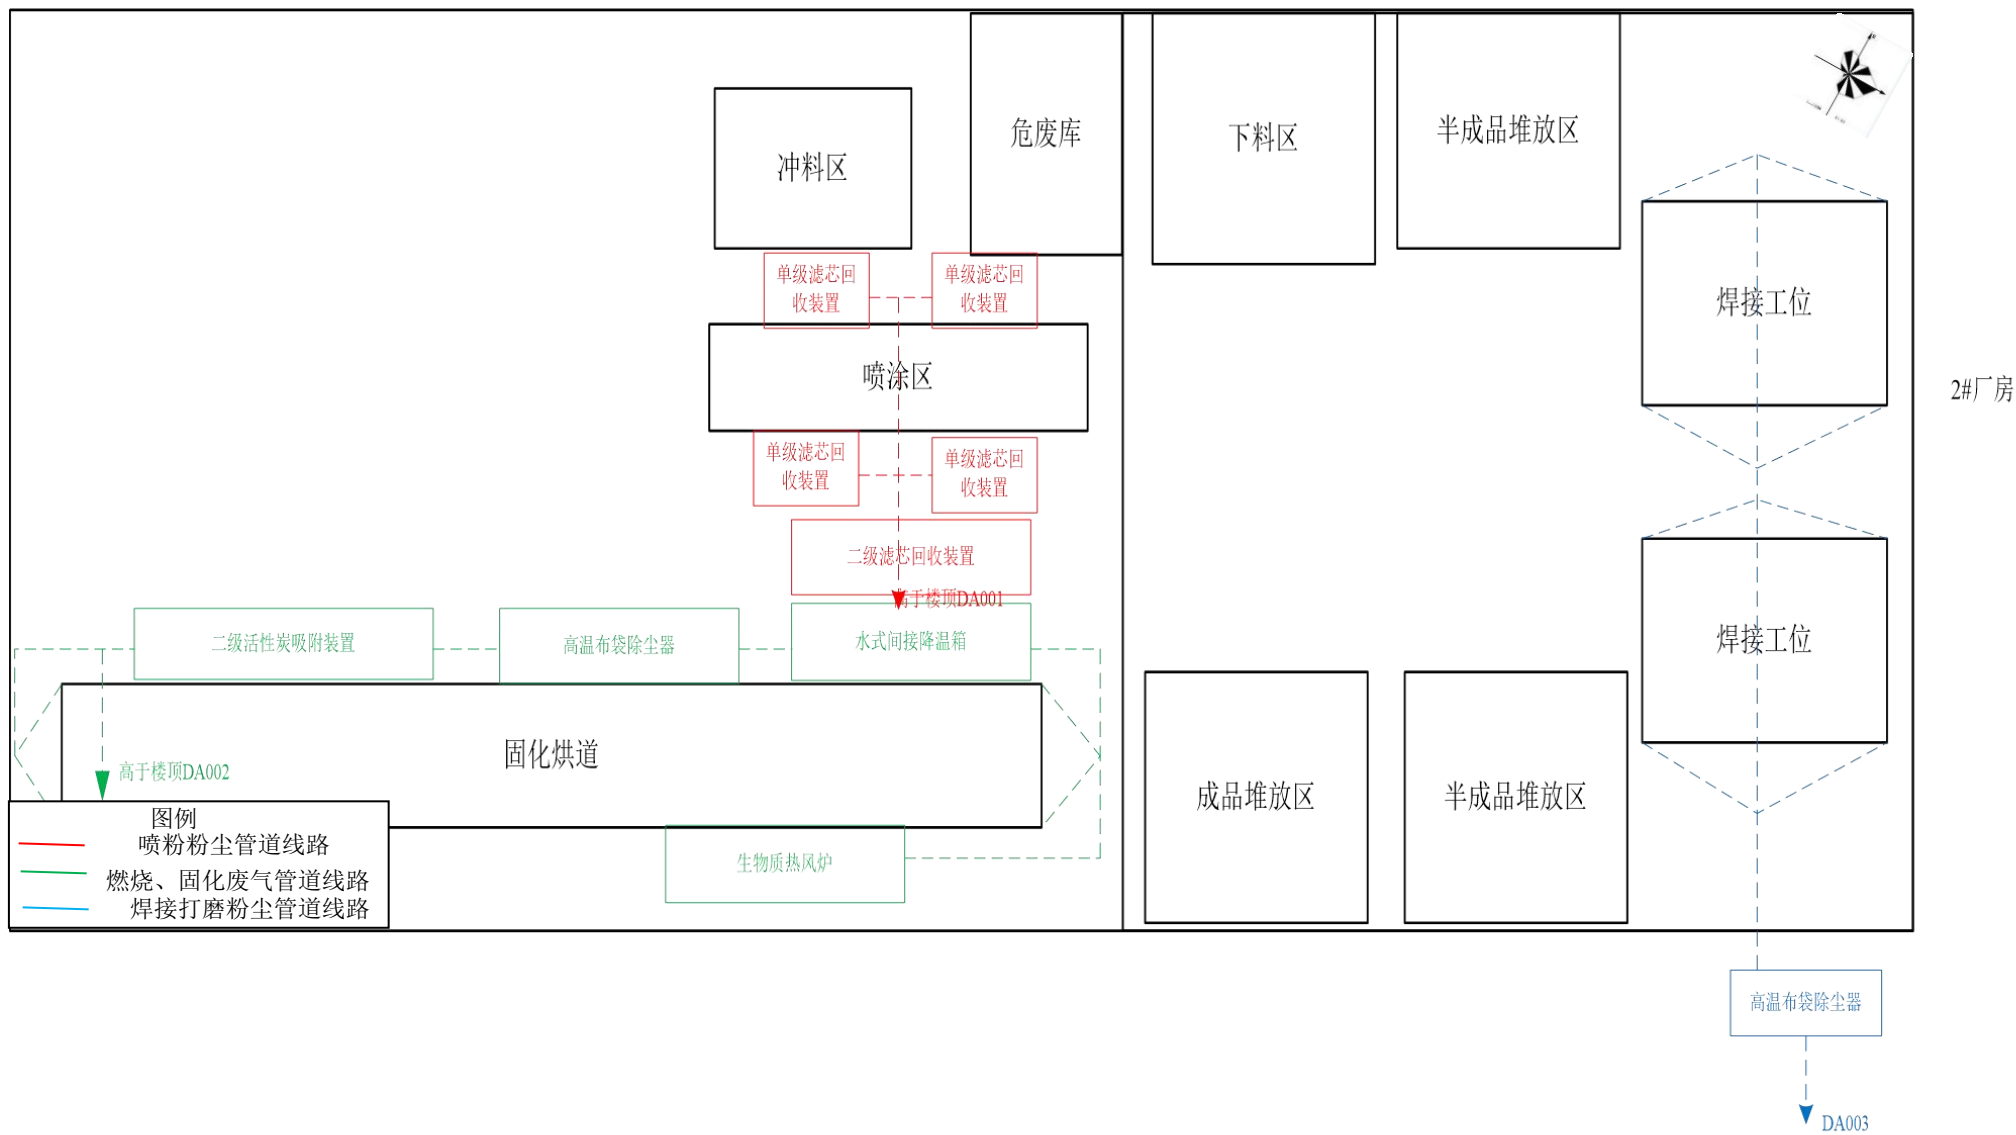 危废库
下料区
半成品堆放区
冲料区
单级滤芯回
收装置
单级滤芯回
收装置
焊接工位
喷涂区
2#厂房
单级滤芯回
收装置
单级滤芯回
收装置
二级滤芯回收装置
高于楼顶DA001
二级活性炭吸附装置
高温布袋除尘器
水式间接降温箱
焊接工位
固化烘道
高于楼顶DA002
成品堆放区
半成品堆放区
图例
喷粉粉尘管道线路
燃烧、固化废气管道线路
焊接打磨粉尘管道线路
生物质热风炉
高温布袋除尘器
DA003